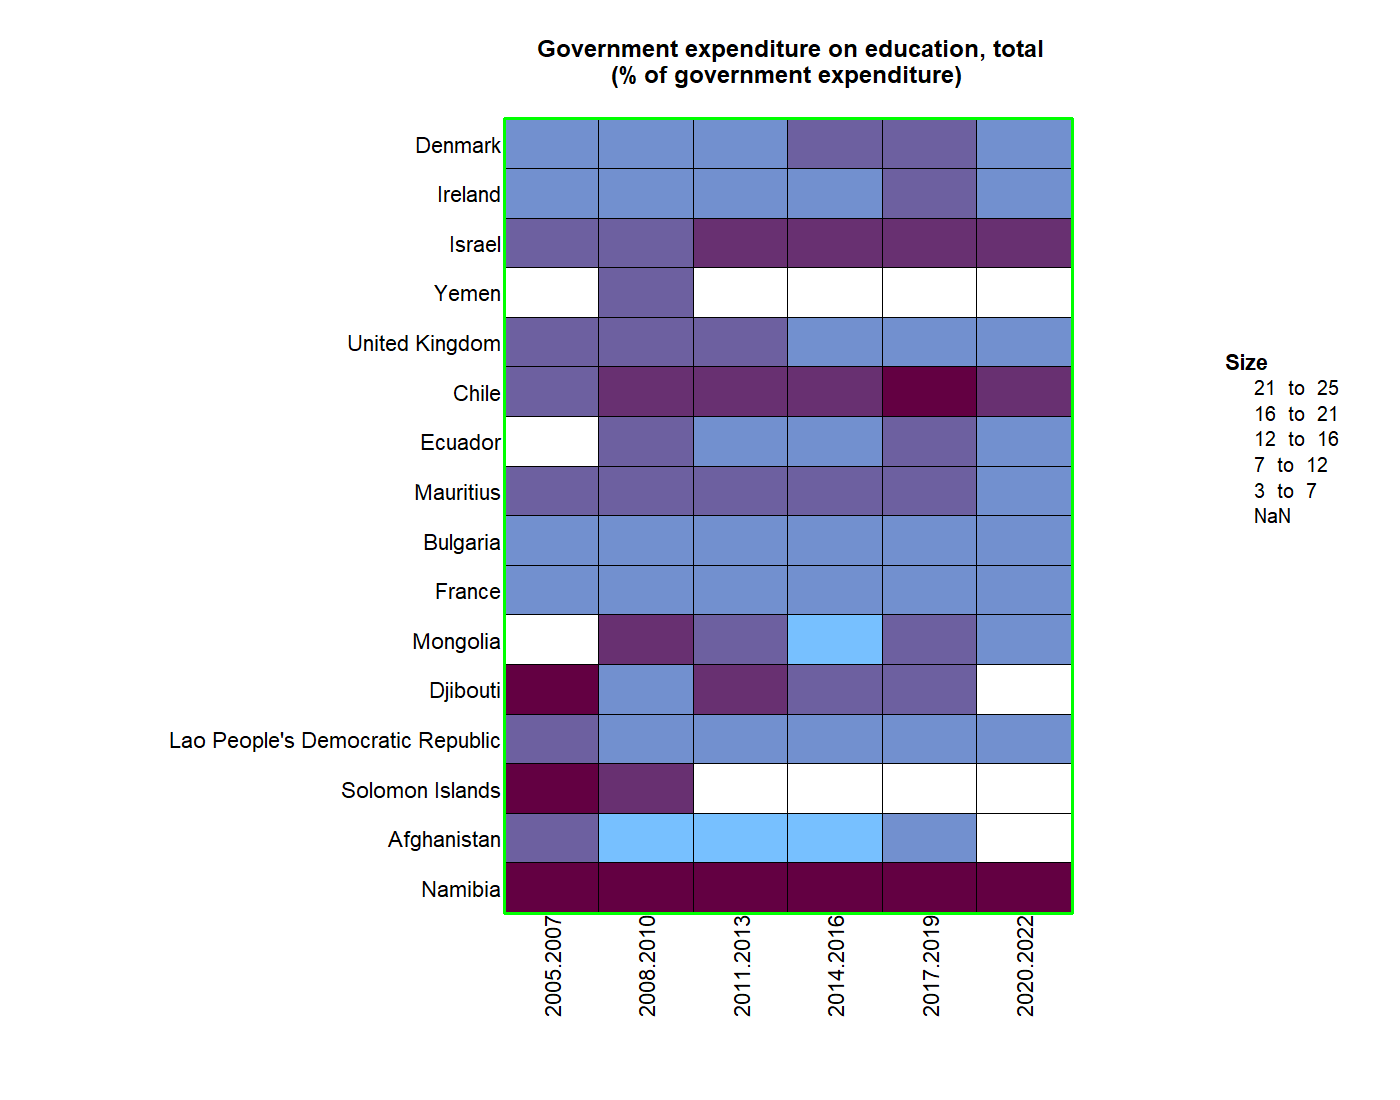 Government expenditure on education, total
(% of government expenditure)
Denmark
Ireland
Israel
Yemen
United Kingdom
Chile
Ecuador
Mauritius
Bulgaria
France
Mongolia
Djibouti
Lao People's Democratic Republic
Solomon Islands
Afghanistan
Namibia
2005.2007
2008.2010
2011.2013
2014.2016
2017.2019
2020.2022
Size
21 to 25
16 to 21
12 to 16
7 to 12
3 to 7
NaN